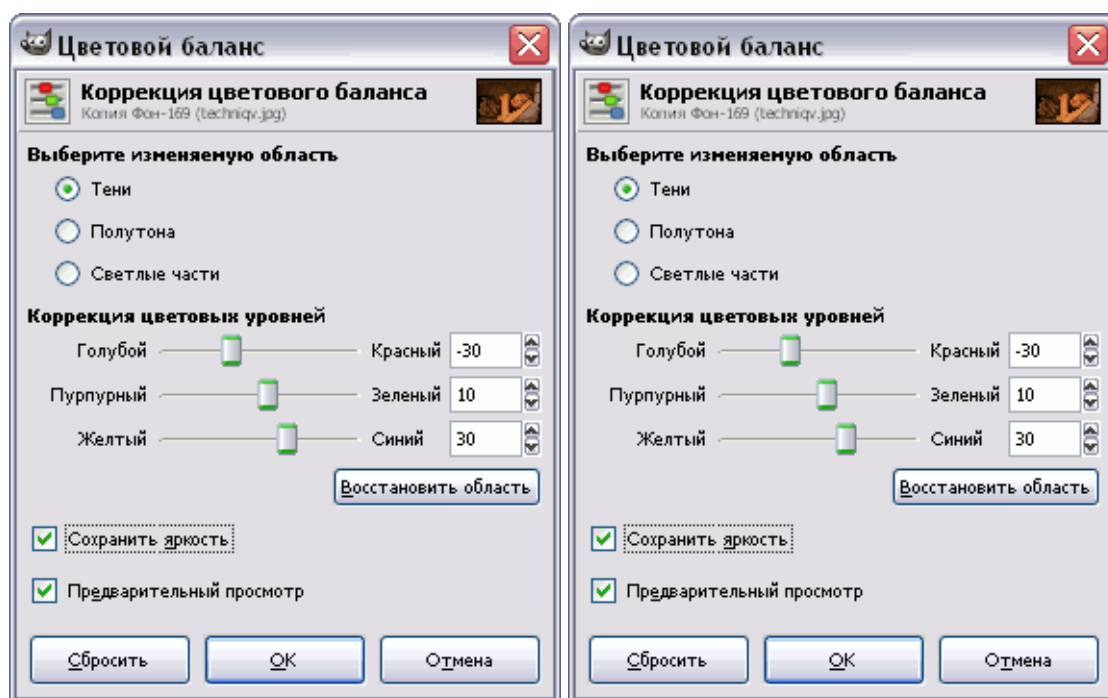 Цветовой баланс
Коррекция цветового баланса
Копия Фон-169 (techniqv.jpg)
Выберите изменяемую область
Тени
Полутона
Светлые части
Коррекция цветовых уровней
Голубой Красный -30
Пурпурный Зеленый 10
Желтый Синий 30
Восстановить область
Сохранить яркость
Предварительный просмотр
Сбросить OK Отмена
Цветовой баланс
Коррекция цветового баланса
Копия Фон-169 (techniqv.jpg)
Выберите изменяемую область
Тени
Полутона
Светлые части
Коррекция цветовых уровней
Голубой Красный -30
Пурпурный Зеленый 10
Желтый Синий 30
Восстановить область
Сохранить яркость
Предварительный просмотр
Сбросить OK Отмена